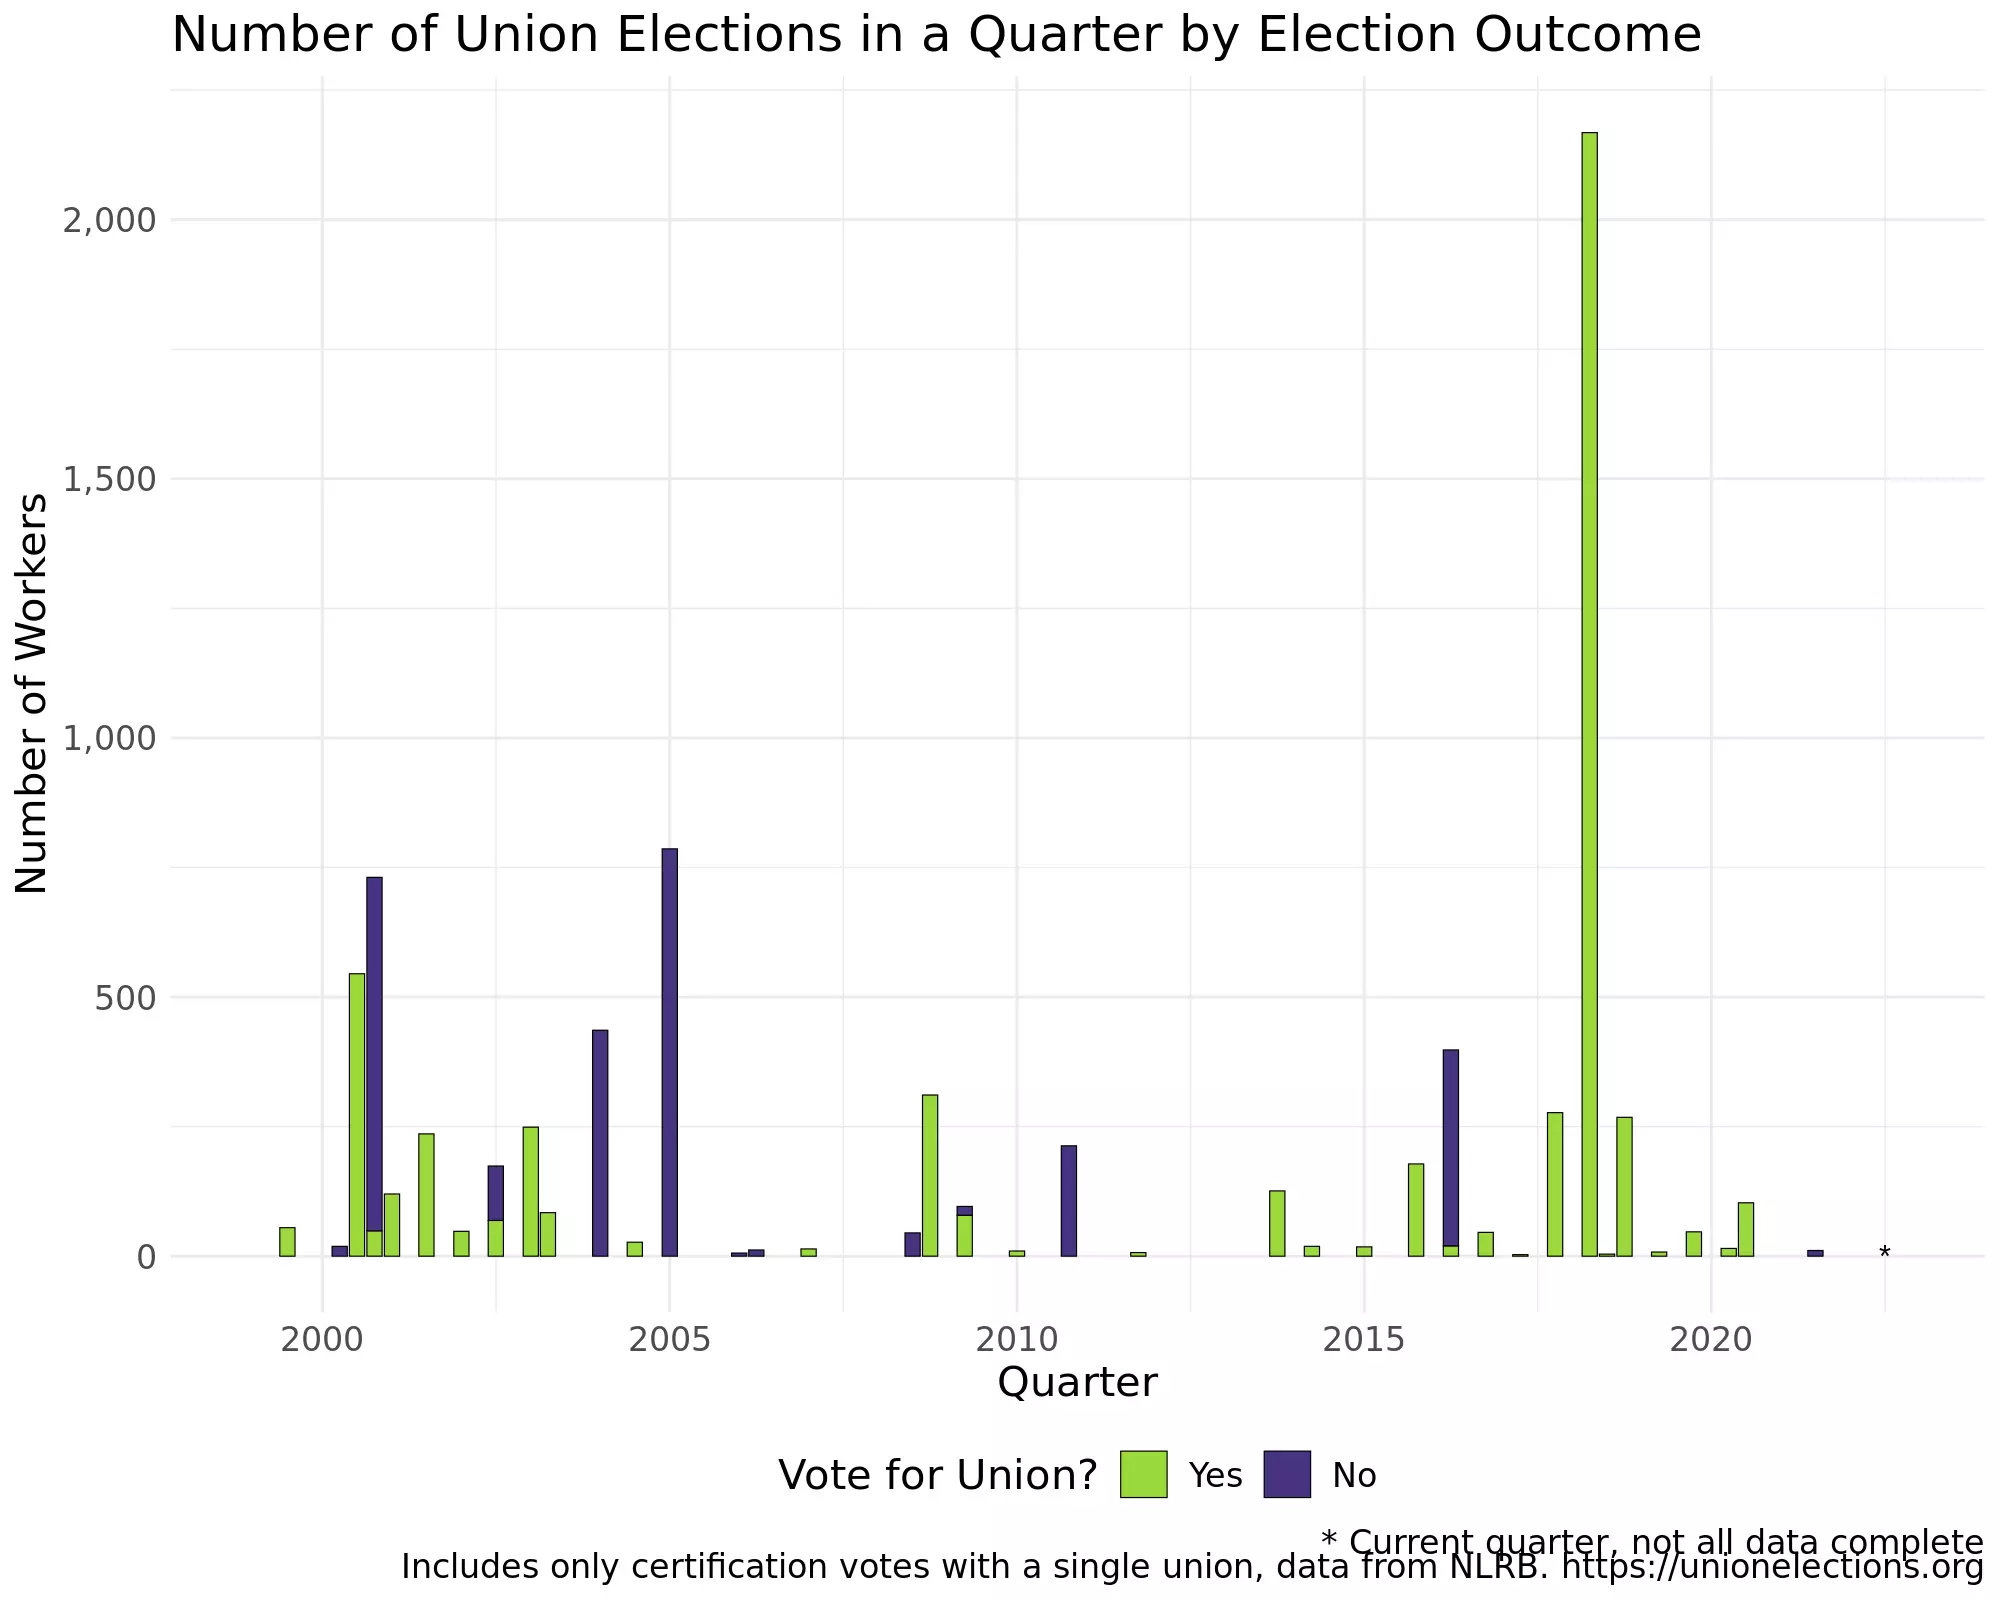 Number of Union Elections in a Quarter by Election Outcome
Number of Workers
2,000
1,500
1,000
500
0
*
2000 2005 2010 2015 2020
Quarter
Vote for Union? Yes No
* Current quarter, not all data complete
Includes only certification votes with a single union, data from NLRB. https://unionelections.org